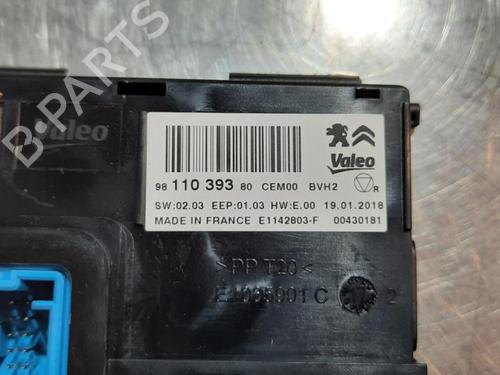 B-PARTS
Valeo
Valeo
98 110 393 80 CEM00 BVH2 R
SW:02.03 EEP:01.03 HW:E.00 19.01.2018
MADE IN FRANCE E1142803-F 00430181
>PP T20<
E1035901 C 2